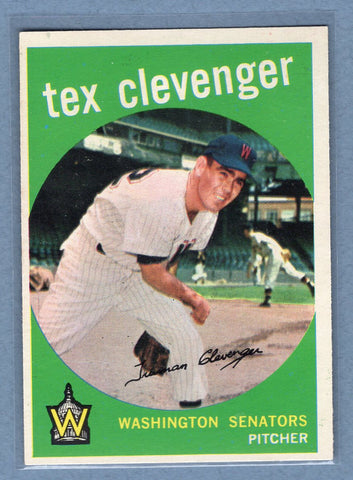 tex clevenger
W
Truman Clevenger
W
WASHINGTON SENATORS
PITCHER